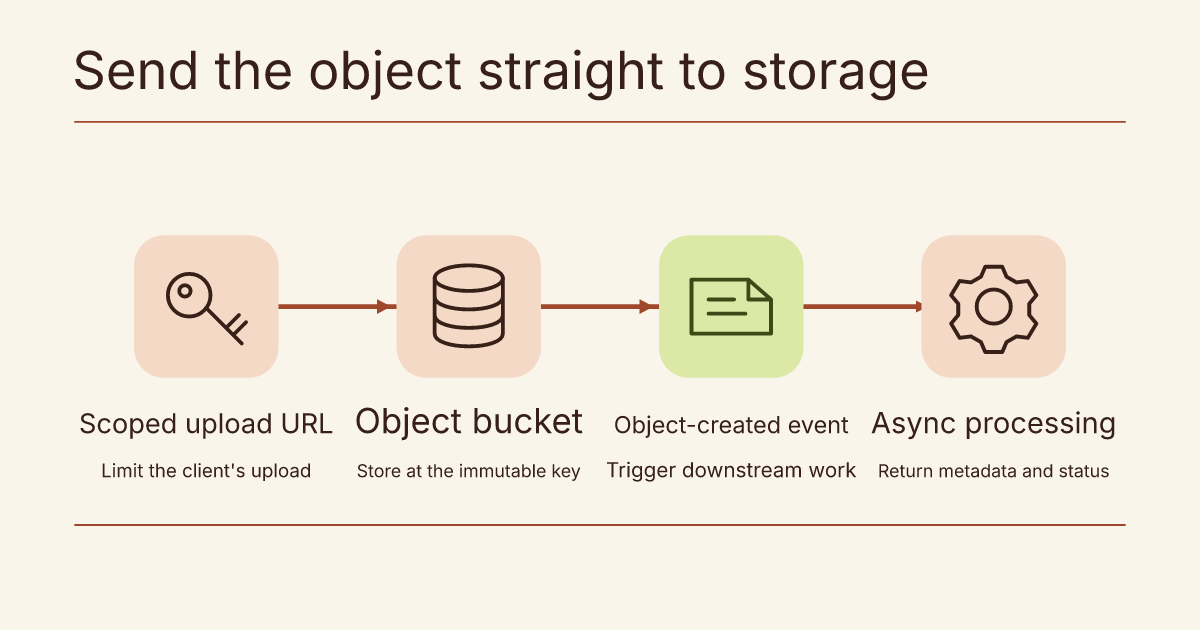 Send the object straight to storage
Scoped upload URL
Object bucket
Object-created event
Async processing
Limit the client's upload
Store at the immutable key
Trigger downstream work
Return metadata and status